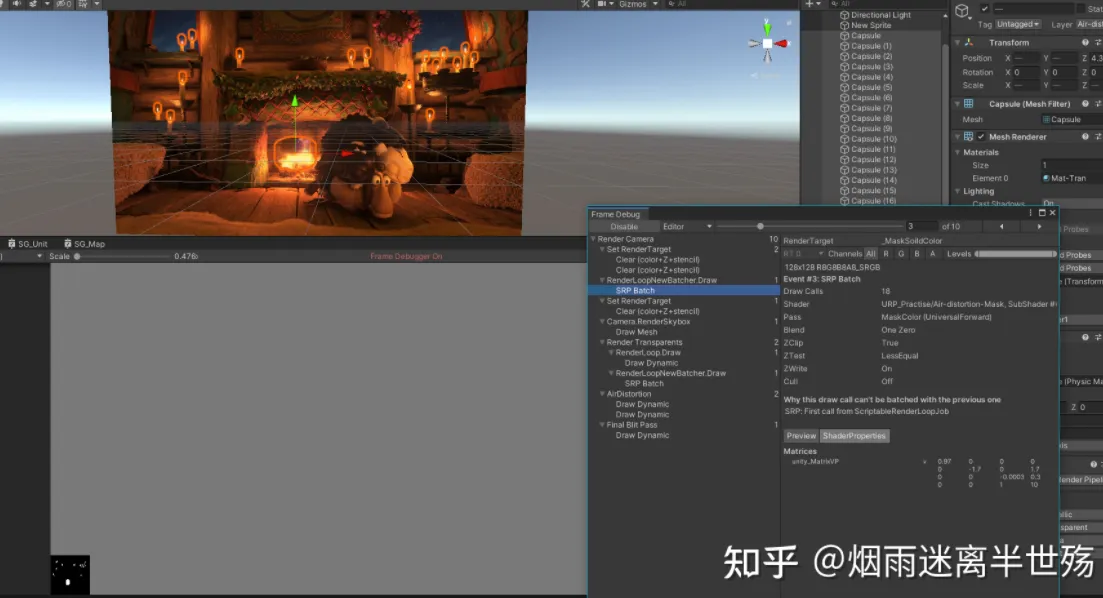 Gizmos All
All
Directional Light
New Sprite
Capsule
Capsule (1)
Capsule (2)
Capsule (3)
Capsule (4)
Capsule (5)
Capsule (6)
Capsule (7)
Capsule (8)
Capsule (9)
Capsule (10)
Capsule (11)
Capsule (12)
Capsule (13)
Capsule (14)
Capsule (15)
Capsule (16)
Stat
Tag Untagged Layer Air-dis
Transform
Position X — Y — Z 4.3
Rotation X 0 Y 0 Z 0
Scale X — Y — Z
Capsule (Mesh Filter)
Mesh Capsule
Mesh Renderer
Materials
Size 1
Element 0 Mat-Tran
Lighting
Cast Shadows On
SG_Unit SG_Map
Scale 0.476x
Frame Debugger On
Frame Debug
Disable Editor 3 of 10
Render Camera 10
Set RenderTarget 2
Clear (color+Z+stencil)
Clear (color+Z+stencil)
RenderLoopNewBatcher.Draw 1
SRP Batch
Set RenderTarget 1
Clear (color+Z+stencil)
Camera.RenderSkybox 1
Draw Mesh
Render Transparents 2
RenderLoop.Draw 1
Draw Dynamic
RenderLoopNewBatcher.Draw 1
SRP Batch
AirDistortion 2
Draw Dynamic
Draw Dynamic
Final Blit Pass 1
Draw Dynamic
RenderTarget _MaskSoildColor
RT 0 Channels All R G B A Levels
128x128 R8G8B8A8_SRGB
Event #3: SRP Batch
Draw Calls 18
Shader URP_Practise/Air-distortion-Mask, SubShader #
Pass MaskColor (UniversalForward)
Blend One Zero
ZClip True
ZTest LessEqual
ZWrite On
Cull Off
Why this draw call can't be batched with the previous one
SRP: First call from ScriptableRenderLoopJob
Preview ShaderProperties
Matrices
unity_MatrixVP v 0.97 0 0 0
0 -1.7 0 1.7
0 0 -0.0003 0.3
0 0 1 10
Probes
d Probes
d Probes
(Transform
(Physic Ma
Z 0
ender Pipel
llic
sparent
知乎 @烟雨迷离半世殇